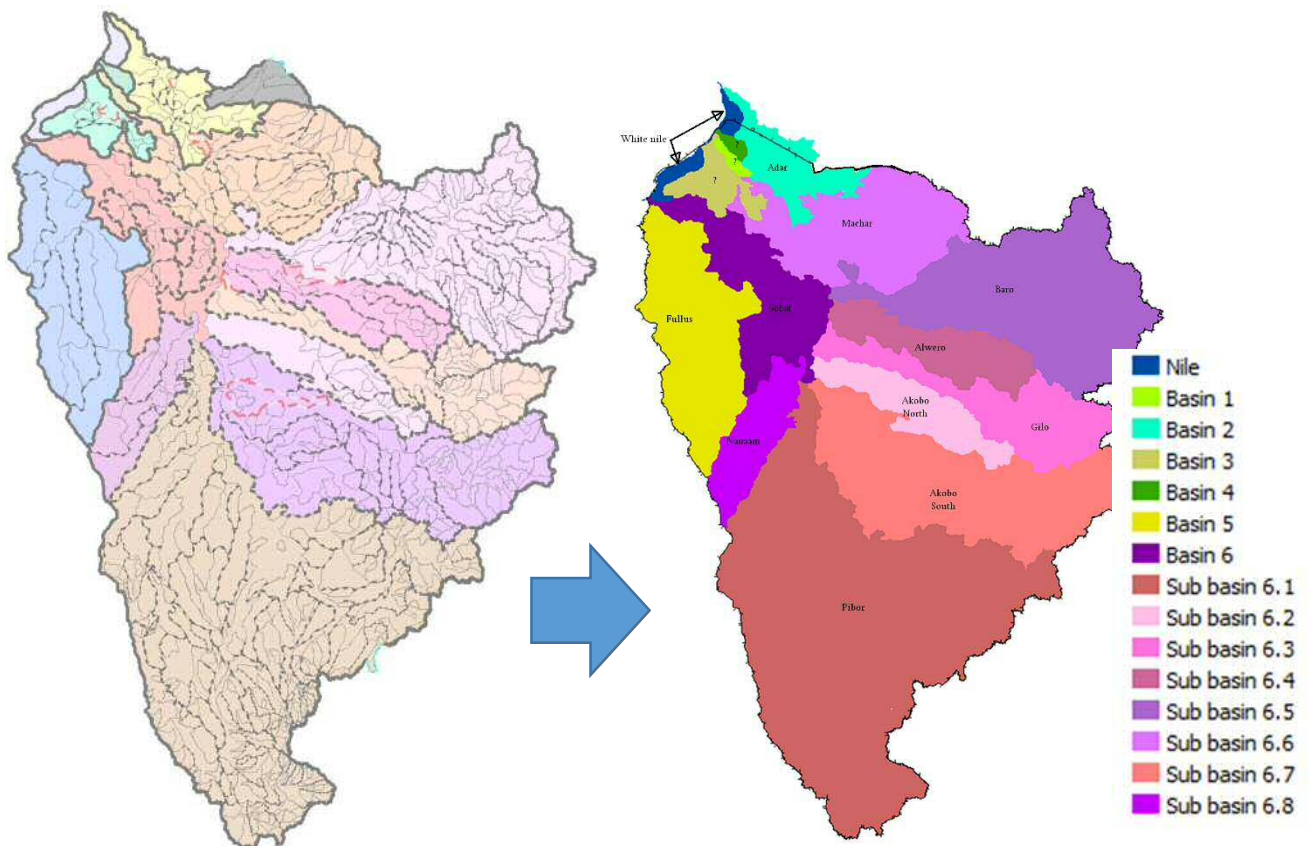 White nile
?
?
?
Adar
Machar
Baro
Fullus
Sobat
Alwero
Akobo
North
Gilo
Nanaam
Akobo
South
Pibor
Nile
Basin 1
Basin 2
Basin 3
Basin 4
Basin 5
Basin 6
Sub basin 6.1
Sub basin 6.2
Sub basin 6.3
Sub basin 6.4
Sub basin 6.5
Sub basin 6.6
Sub basin 6.7
Sub basin 6.8